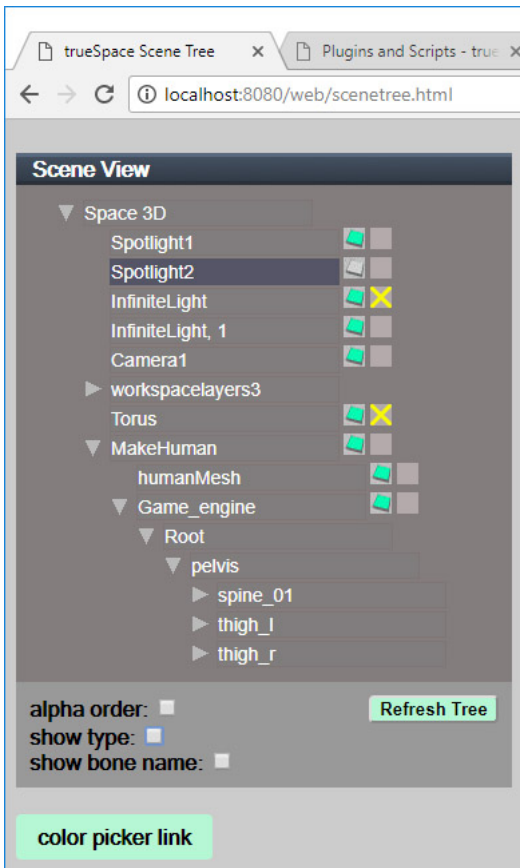 trueSpace Scene Tree
Plugins and Scripts - true
localhost:8080/web/scenetree.html
Scene View
Space 3D
Spotlight1
Spotlight2
InfiniteLight
InfiniteLight, 1
Camera1
workspacelayers3
Torus
MakeHuman
humanMesh
Game_engine
Root
pelvis
spine_01
thigh_l
thigh_r
alpha order:
Refresh Tree
show type:
show bone name:
color picker link